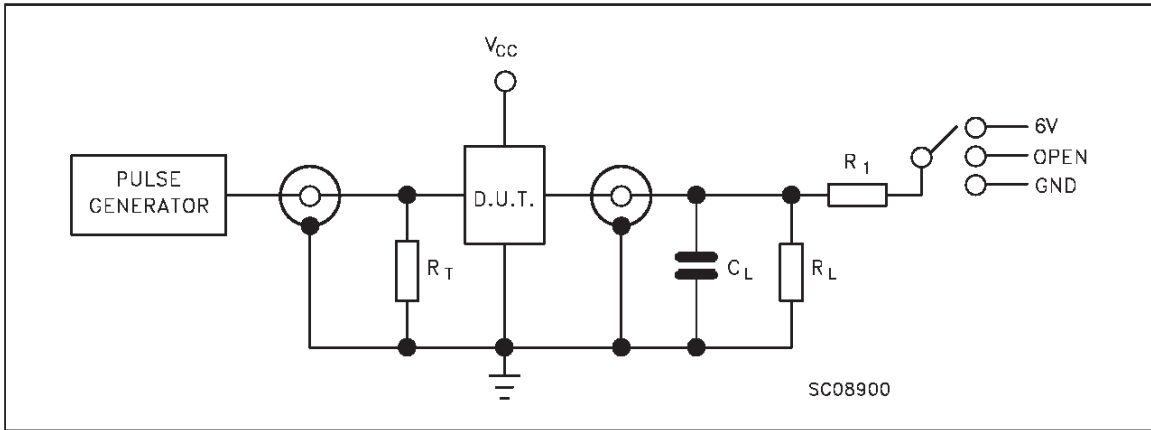 VCC
6V
OPEN
GND
R1
PULSE
GENERATOR
D.U.T.
RT
CL
RL
SC08900